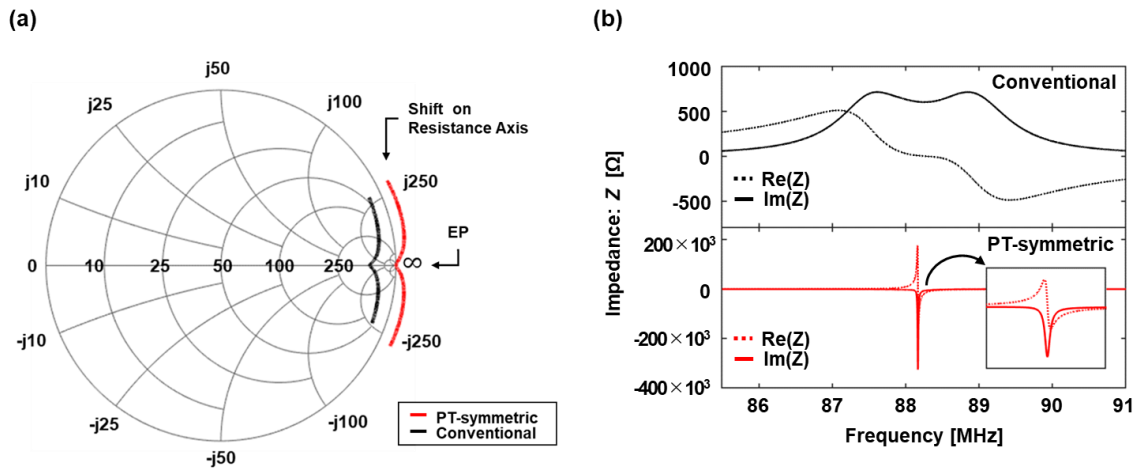 (a)
j50
j25
j100
Shift on
Resistance Axis
j10
j250
EP
0
10
25
50
100
250
∞
-j10
-j250
-j25
-j100
-j50
PT-symmetric
Conventional
(b)
Impedance: Z [Ω]
1000
500
0
-500
Conventional
Re(Z)
Im(Z)
200×10³
0
-200×10³
-400×10³
PT-symmetric
Re(Z)
Im(Z)
86
87
88
89
90
91
Frequency [MHz]